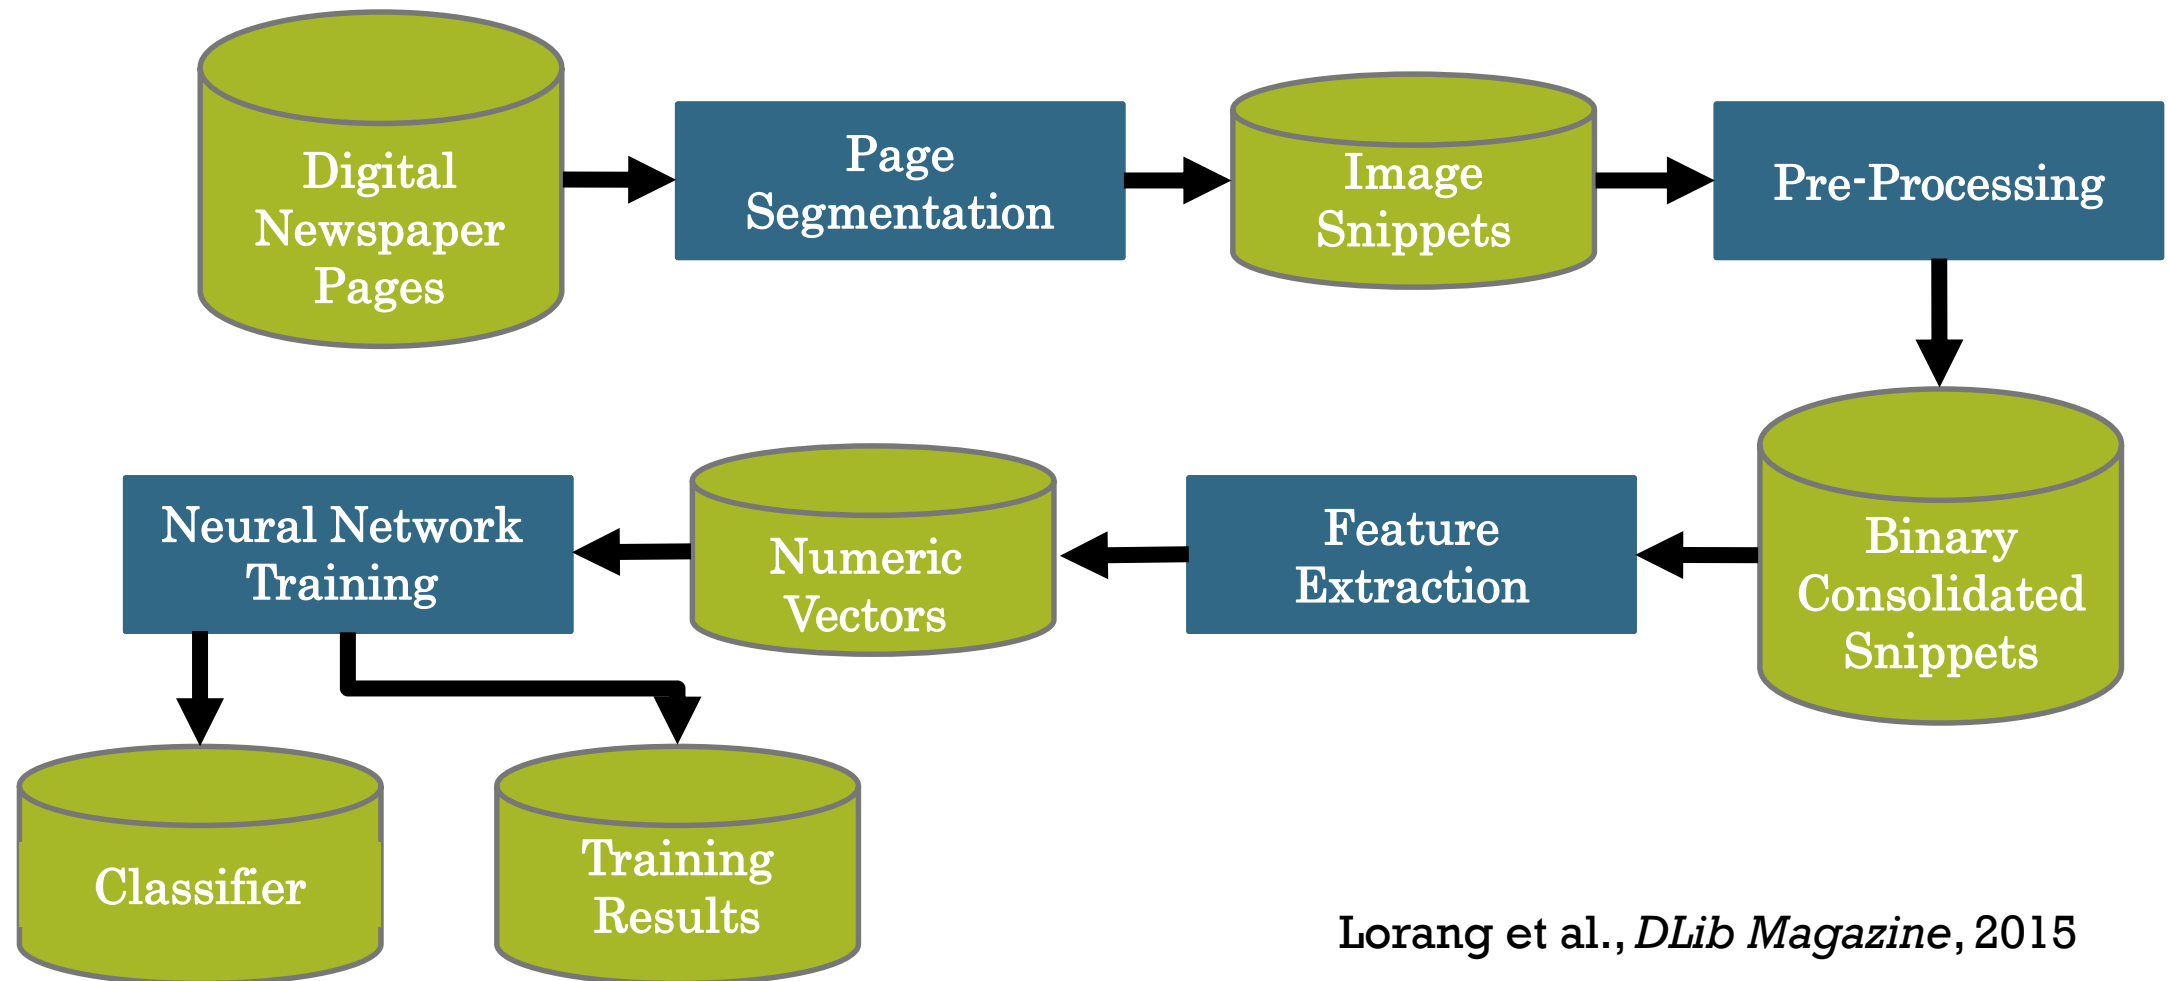 Digital
Newspaper
Pages
Page
Segmentation
Image
Snippets
Pre-Processing
Binary
Consolidated
Snippets
Feature
Extraction
Numeric
Vectors
Neural Network
Training
Classifier
Training
Results
Lorang et al., DLib Magazine, 2015